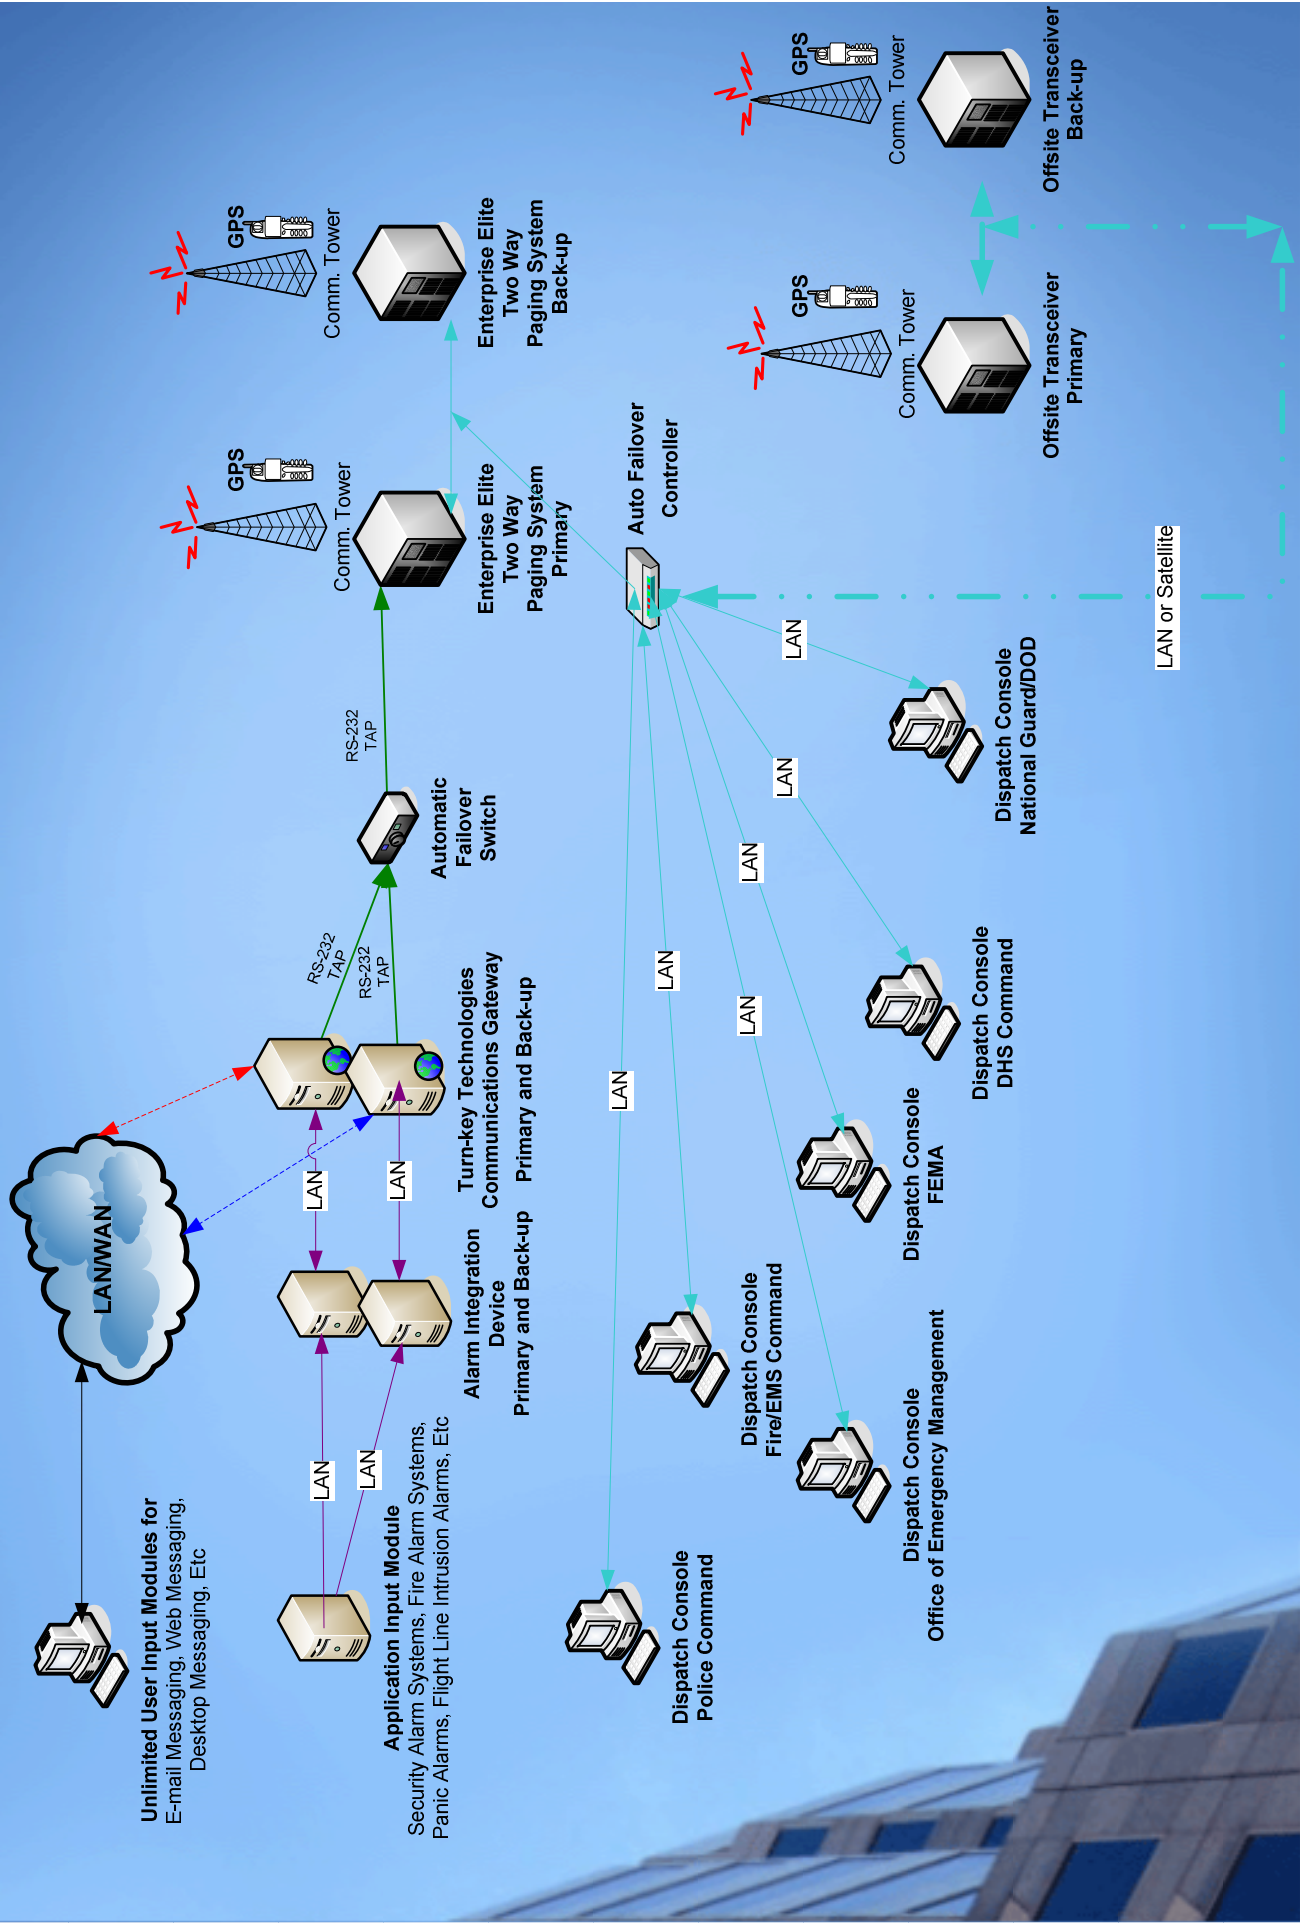 Unlimited User Input Modules for
E-mail Messaging, Web Messaging,
Desktop Messaging, Etc
LAN/WAN
Application Input Module
Security Alarm Systems, Fire Alarm Systems,
Panic Alarms, Flight Line Intrusion Alarms, Etc
LAN
LAN
Alarm Integration
Device
Primary and Back-up
LAN
LAN
Turn-key Technologies
Communications Gateway
Primary and Back-up
RS-232
TAP
RS-232
TAP
Automatic
Failover
Switch
RS-232
TAP
GPS
Comm. Tower
Enterprise Elite
Two Way
Paging System
Primary
GPS
Comm. Tower
Enterprise Elite
Two Way
Paging System
Back-up
Auto Failover
Controller
LAN
LAN
LAN
LAN
LAN
LAN
Dispatch Console
Police Command
Dispatch Console
Fire/EMS Command
Dispatch Console
Office of Emergency Management
Dispatch Console
FEMA
Dispatch Console
DHS Command
Dispatch Console
National Guard/DOD
GPS
Comm. Tower
Offsite Transceiver
Primary
GPS
Comm. Tower
Offsite Transceiver
Back-up
LAN or Satellite